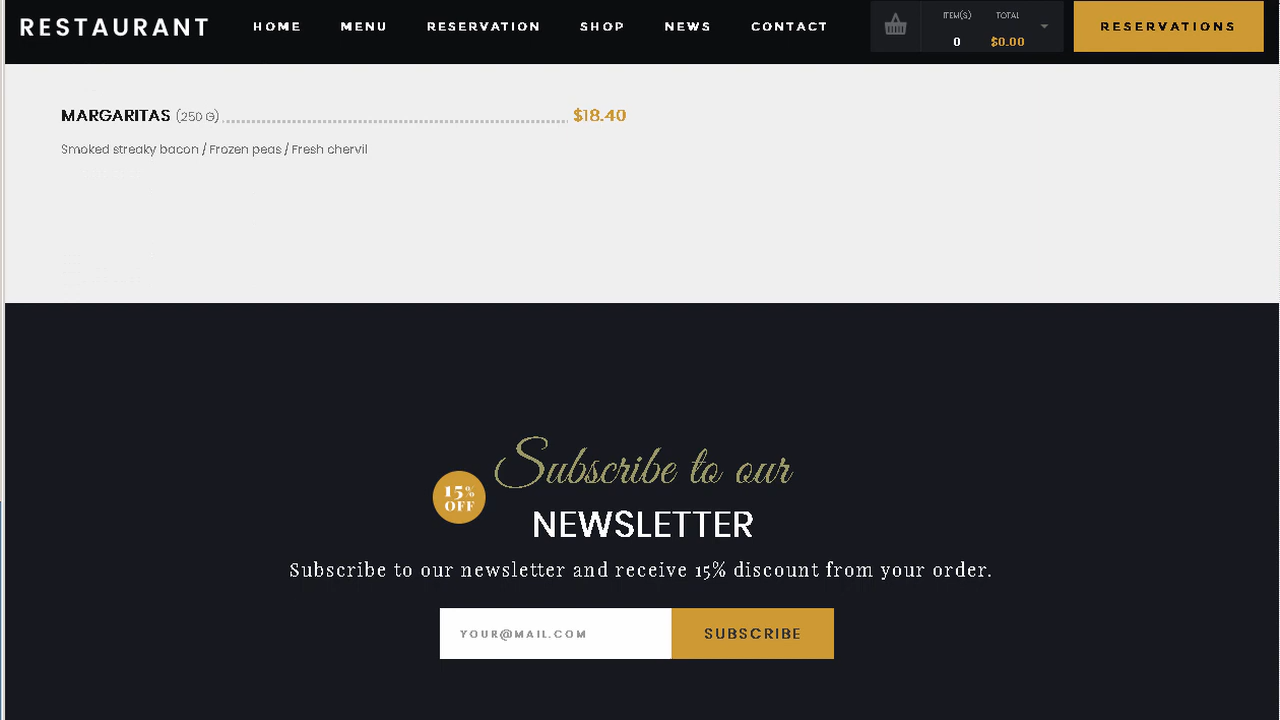 RESTAURANT HOME MENU RESERVATION SHOP NEWS CONTACT ITEM(S) TOTAL RESERVATIONS
0 $0.00
MARGARITAS (250 G) $18.40
Smoked streaky bacon / Frozen peas / Fresh chervil
Subscribe to our
15% OFF
NEWSLETTER
Subscribe to our newsletter and receive 15% discount from your order.
YOUR@MAIL.COM SUBSCRIBE